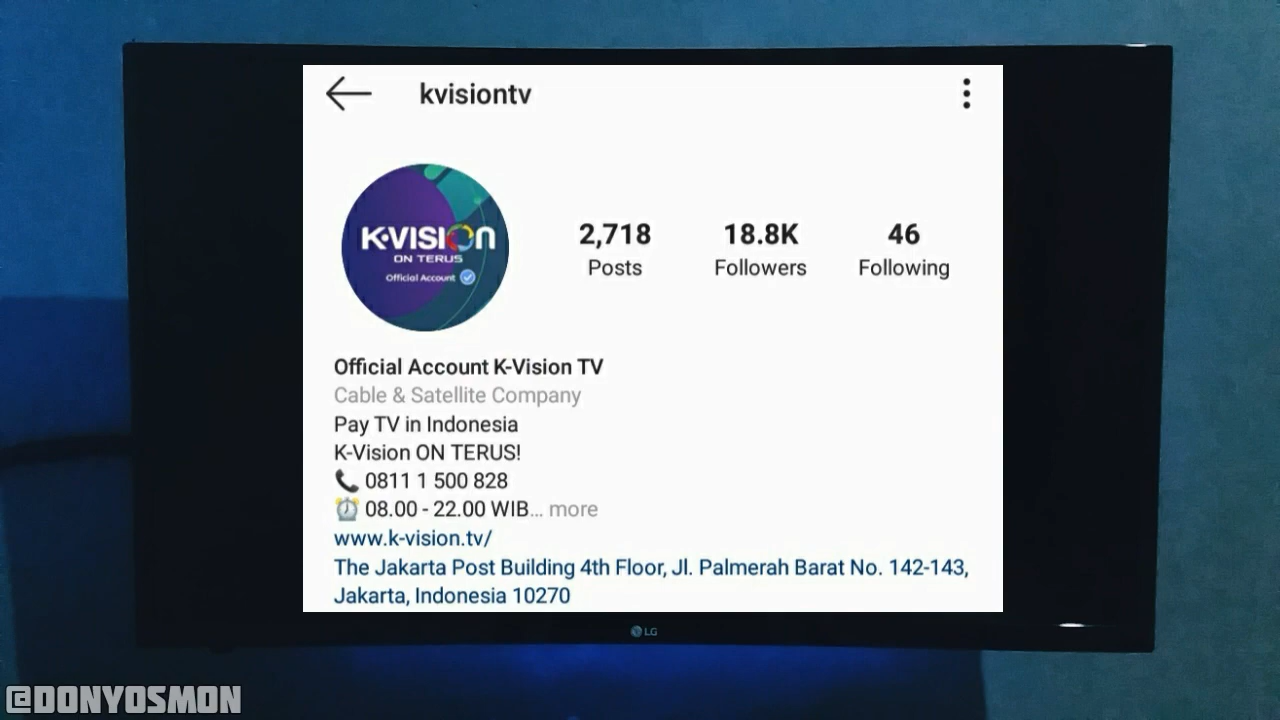 kvisiontv
K-VISION
ON TERUS
Official Account
2,718
Posts
18.8K
Followers
46
Following
Official Account K-Vision TV
Cable & Satellite Company
Pay TV in Indonesia
K-Vision ON TERUS!
0811 1 500 828
08.00 - 22.00 WIB... more
www.k-vision.tv/
The Jakarta Post Building 4th Floor, Jl. Palmerah Barat No. 142-143,
Jakarta, Indonesia 10270
LG
@DONYOSMON